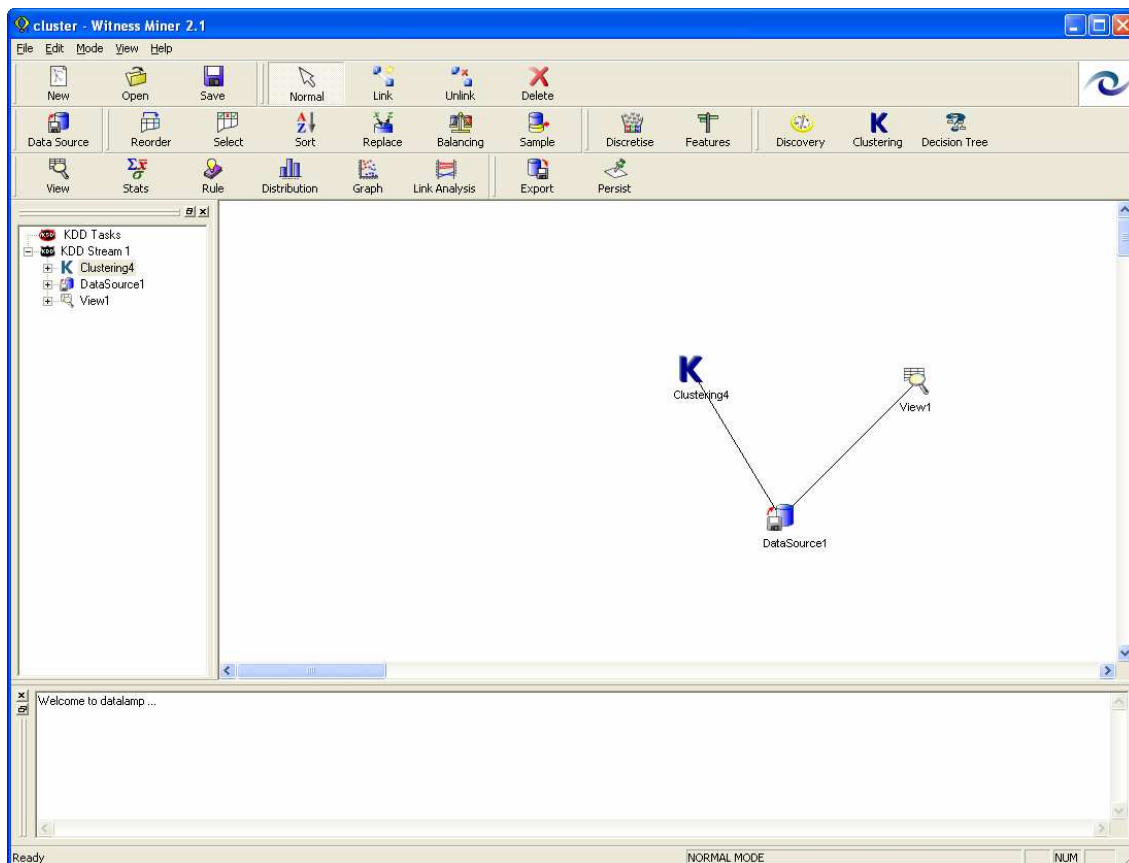 cluster - Witness Miner 2.1
File Edit Mode View Help
New Open Save Normal Link Unlink Delete
Data Source Reorder Select Sort Replace Balancing Sample Discretise Features Discovery Clustering Decision Tree
View Stats Rule Distribution Graph Link Analysis Export Persist
KDD Tasks
KDD Stream 1
Clustering4
DataSource1
View1
Clustering4
View1
DataSource1
Welcome to datalamp ...
Ready NORMAL MODE NUM